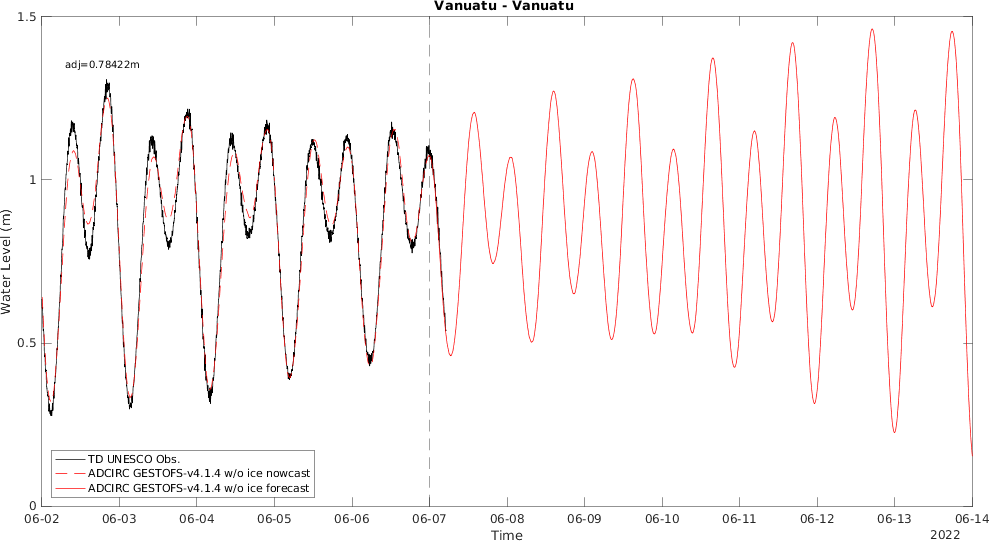 Vanuatu - Vanuatu
1.5
adj=0.78422m
1
Water Level (m)
0.5
TD UNESCO Obs.
ADCIRC GESTOFS-v4.1.4 w/o ice nowcast
ADCIRC GESTOFS-v4.1.4 w/o ice forecast
0
06-02 06-03 06-04 06-05 06-06 06-07 06-08 06-09 06-10 06-11 06-12 06-13 06-14
Time
2022